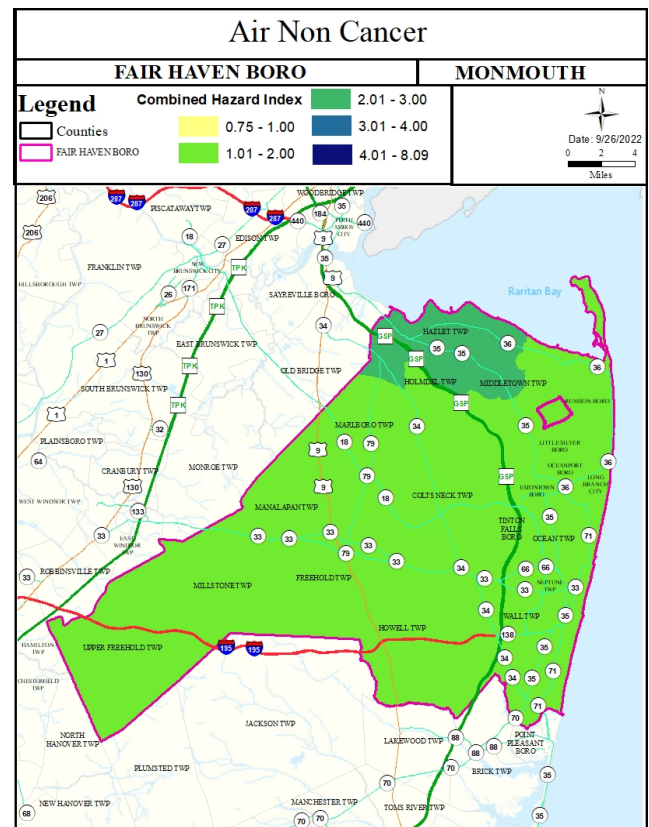 Air Non Cancer
FAIR HAVEN BORO
MONMOUTH
Legend
Counties
FAIR HAVEN BORO
Combined Hazard Index
0.75 - 1.00
1.01 - 2.00
2.01 - 3.00
3.01 - 4.00
4.01 - 8.09
N
Date: 9/26/2022
0 2 4
Miles
206
287
287
WOODBRIDGE TWP
35
PISCATAWAY TWP
287
287
440
184
PERTH
AMBOY
CITY
440
206
18
27
EDISON TWP
9
35
FRANKLIN TWP
NEW
BRUNSWICK CITY
TPK
9
HILLSBOROUGH TWP
26
171
SAYREVILLE BORO
Raritan Bay
TPK
NORTH
BRUNSWICK
TWP
34
27
1
EAST BRUNSWICK TWP
GSP
HAZLET TWP
35
35
36
GSP
36
130
TPK
OLD BRIDGE TWP
HOLMDEL TWP
MIDDLETOWN TWP
SOUTH BRUNSWICK TWP
TPK
GSP
RUMSON BORO
1
32
MARLBORO TWP
34
35
PLAINSBORO TWP
18
79
LITTLE SILVER
BORO
9
64
CRANBURY TWP
MONROE TWP
79
GSP
OCEANPORT
BORO
36
130
9
18
COLTS NECK TWP
EATONTOWN
BORO
36
LONG
BRANCH
CITY
WEST WINDSOR TWP
133
MANALAPAN TWP
35
33
EAST
WINDSOR
TWP
33
33
33
79
33
33
TINTON
FALLS
BORO
OCEAN TWP
71
33
ROBBINSVILLE TWP
MILLSTONE TWP
FREEHOLD TWP
34
33
66
66
33
NEPTUNE
TWP
33
34
WALL TWP
35
HOWELL TWP
138
HAMILTON
TWP
UPPER FREEHOLD TWP
195
195
34
35
CHESTERFIELD
TWP
34
35
71
71
NORTH
HANOVER TWP
JACKSON TWP
70
LAKEWOOD TWP
88
88
88
POINT
PLEASANT
BORO
PLUMSTED TWP
70
BRICK TWP
35
70
NEW HANOVER TWP
MANCHESTER TWP
TOMS RIVER TWP
68
70
70
35